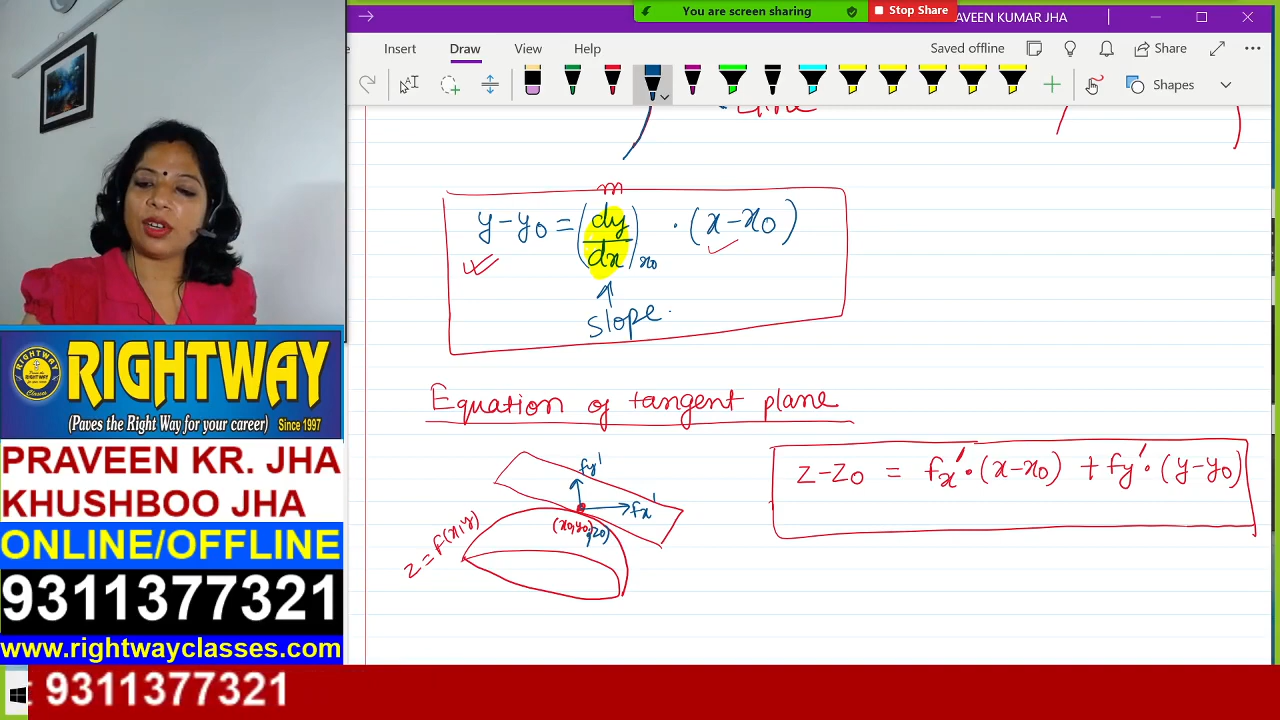 You are screen sharing
Stop Share
PRAVEEN KUMAR JHA
Insert Draw View Help
Saved offline
Share
Shapes
Line
m
y-y0 = (dy/dx)x0 · (x-x0)
slope.
Equation of tangent plane
z-z0 = fx'·(x-x0) + fy'·(y-y0)
fy'
fx'
(x0,y0,z0)
z=f(x,y)
RIGHTWAY
Classes
RIGHTWAY
(Paves the Right Way for your career) Since 1997
PRAVEEN KR. JHA
KHUSHBOO JHA
ONLINE/OFFLINE
9311377321
www.rightwayclasses.com
: 9311377321